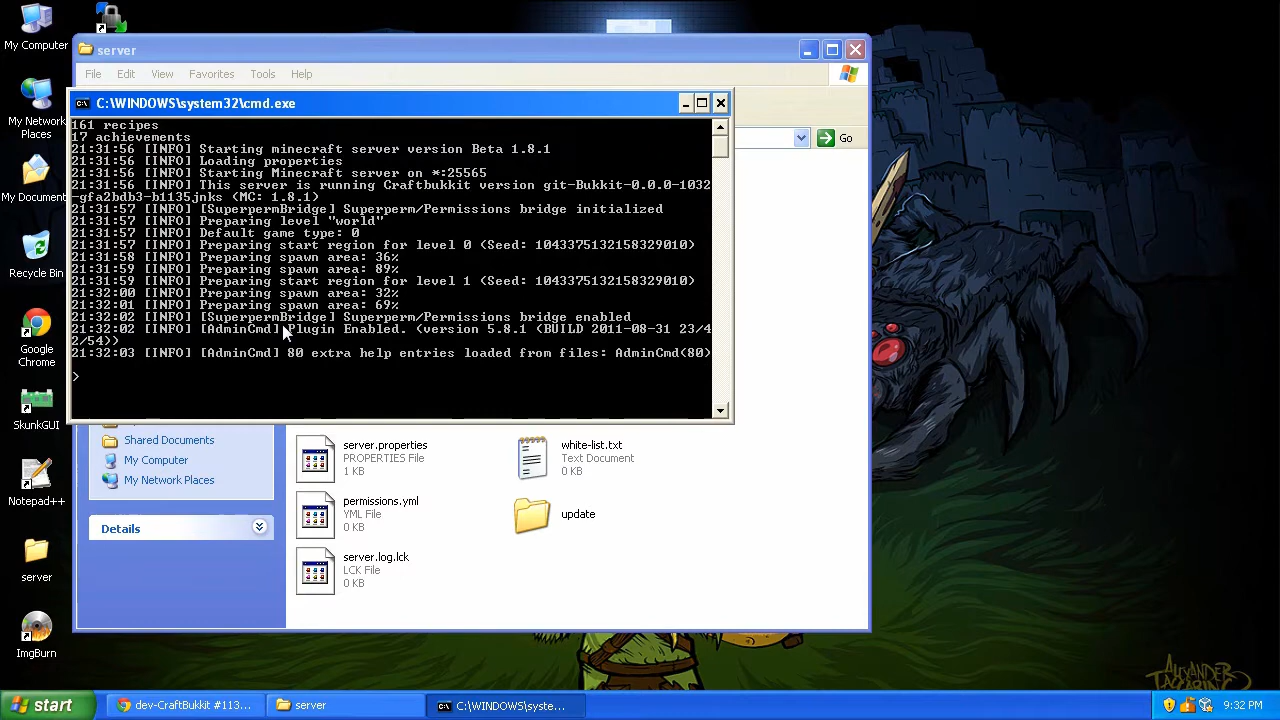 My Computer
server
File Edit View Favorites Tools Help
C:\WINDOWS\system32\cmd.exe
161 recipes
17 achievements
21:31:56 [INFO] Starting minecraft server version Beta 1.8.1
21:31:56 [INFO] Loading properties
21:31:56 [INFO] Starting Minecraft server on *:25565
21:31:56 [INFO] This server is running Craftbukkit version git-Bukkit-0.0.0-1032
-gfa2bdb3-b1135jnks (MC: 1.8.1)
21:31:57 [INFO] [SuperpermBridge] Superperm/Permissions bridge initialized
21:31:57 [INFO] Preparing level "world"
21:31:57 [INFO] Default game type: 0
21:31:57 [INFO] Preparing start region for level 0 (Seed: 1043375132158329010)
21:31:58 [INFO] Preparing spawn area: 36%
21:31:59 [INFO] Preparing spawn area: 89%
21:31:59 [INFO] Preparing start region for level 1 (Seed: 1043375132158329010)
21:32:00 [INFO] Preparing spawn area: 32%
21:32:01 [INFO] Preparing spawn area: 69%
21:32:02 [INFO] [SuperpermBridge] Superperm/Permissions bridge enabled
21:32:02 [INFO] [AdminCmd] Plugin Enabled. (version 5.8.1 (BUILD 2011-08-31 23/4
2/54))
21:32:03 [INFO] [AdminCmd] 80 extra help entries loaded from files: AdminCmd(80)
>
Go
My Network
Places
My Document
Recycle Bin
Google
Chrome
SkunkGUI
Notepad++
server
ImgBurn
Shared Documents
My Computer
My Network Places
Details
server.properties
PROPERTIES File
1 KB
white-list.txt
Text Document
0 KB
permissions.yml
YML File
0 KB
update
server.log.lck
LCK File
0 KB
ALEXANDER
start
dev-CraftBukkit #113...
server
C:\WINDOWS\syste...
9:32 PM